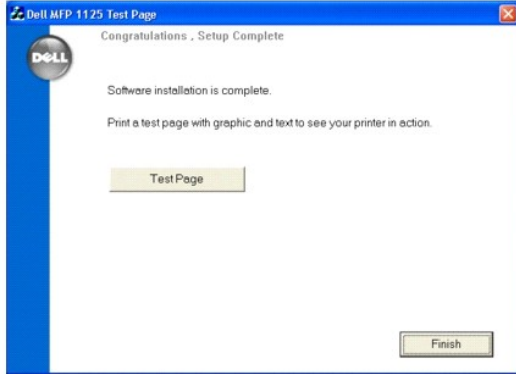 Dell MFP 1125 Test Page
DELL
Congratulations , Setup Complete
Software installation is complete.
Print a test page with graphic and text to see your printer in action.
Test Page
Finish